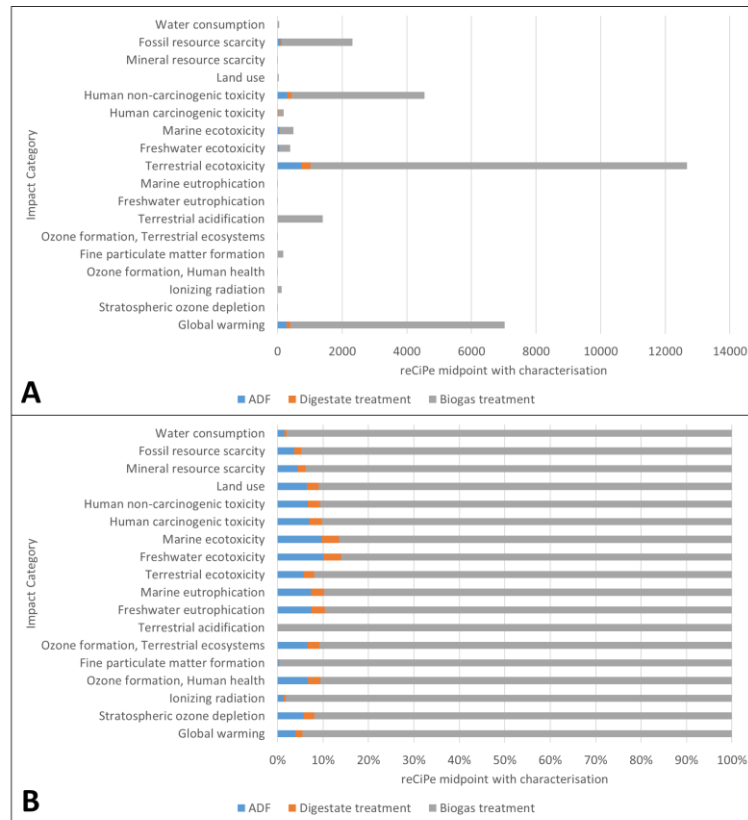 Water consumption
Fossil resource scarcity
Mineral resource scarcity
Land use
Human non-carcinogenic toxicity
Human carcinogenic toxicity
Marine ecotoxicity
Freshwater ecotoxicity
Terrestrial ecotoxicity
Marine eutrophication
Freshwater eutrophication
Terrestrial acidification
Ozone formation, Terrestrial ecosystems
Fine particulate matter formation
Ozone formation, Human health
Ionizing radiation
Stratospheric ozone depletion
Global warming
Impact Category
0 2000 4000 6000 8000 10000 12000 14000
reCiPe midpoint with characterisation
A
ADF Digestate treatment Biogas treatment
Water consumption
Fossil resource scarcity
Mineral resource scarcity
Land use
Human non-carcinogenic toxicity
Human carcinogenic toxicity
Marine ecotoxicity
Freshwater ecotoxicity
Terrestrial ecotoxicity
Marine eutrophication
Freshwater eutrophication
Terrestrial acidification
Ozone formation, Terrestrial ecosystems
Fine particulate matter formation
Ozone formation, Human health
Ionizing radiation
Stratospheric ozone depletion
Global warming
Impact Category
0% 10% 20% 30% 40% 50% 60% 70% 80% 90% 100%
reCiPe midpoint with characterisation
B
ADF Digestate treatment Biogas treatment